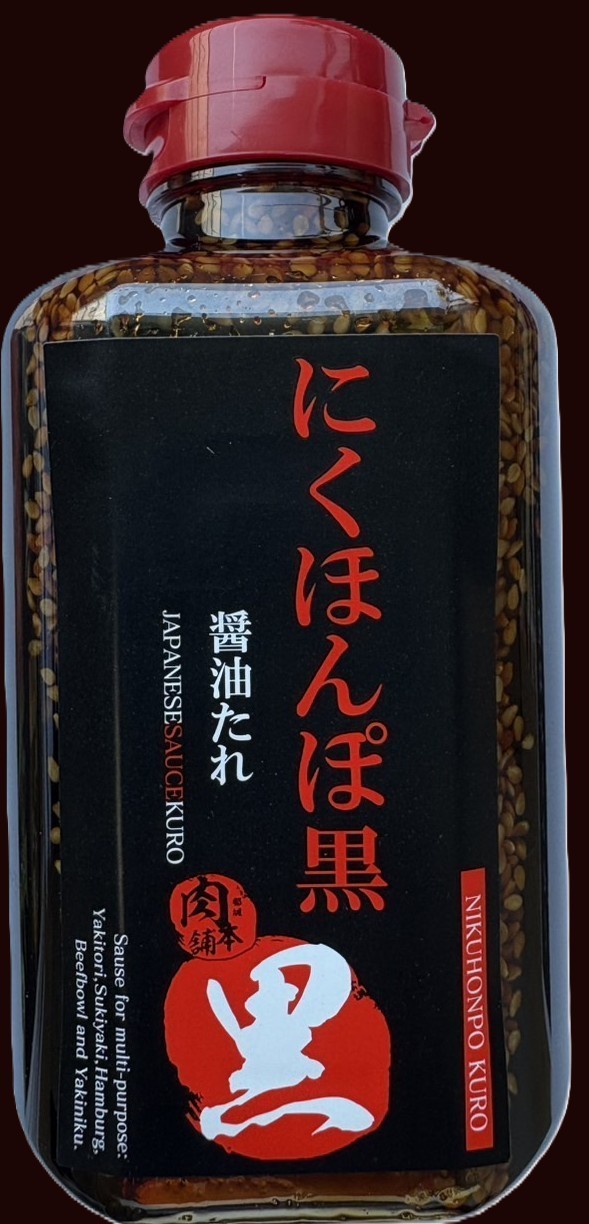 NIKUHONPO KURO
にくほんぽ黒
醤油たれ
JAPANESESAUCEKURO
肉本舗
黒
Sause for multi-purpose:
Yakitori,Sukiyaki,Hamburg,
Beefbowl and Yakiniku.